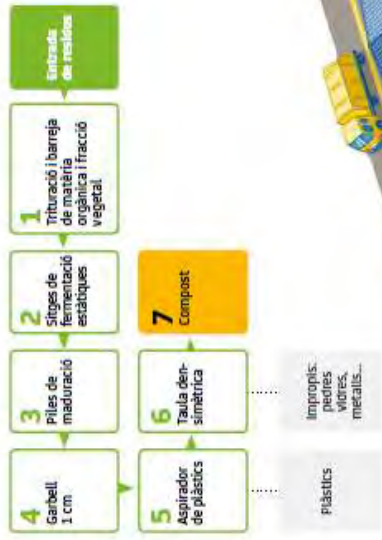 Entrada
de residus
1
Trituració i barreja
de matèria
orgànica i fracció
vegetal
2
Sitges de
fermentació
estàtiques
3
Piles de
maduració
4
Garbell
1 cm
5
Aspirador
de plàstics
6
Taula den-
simètrica
7
Compost
Plàstics
Impropis:
pedres
vidres,
metalls...